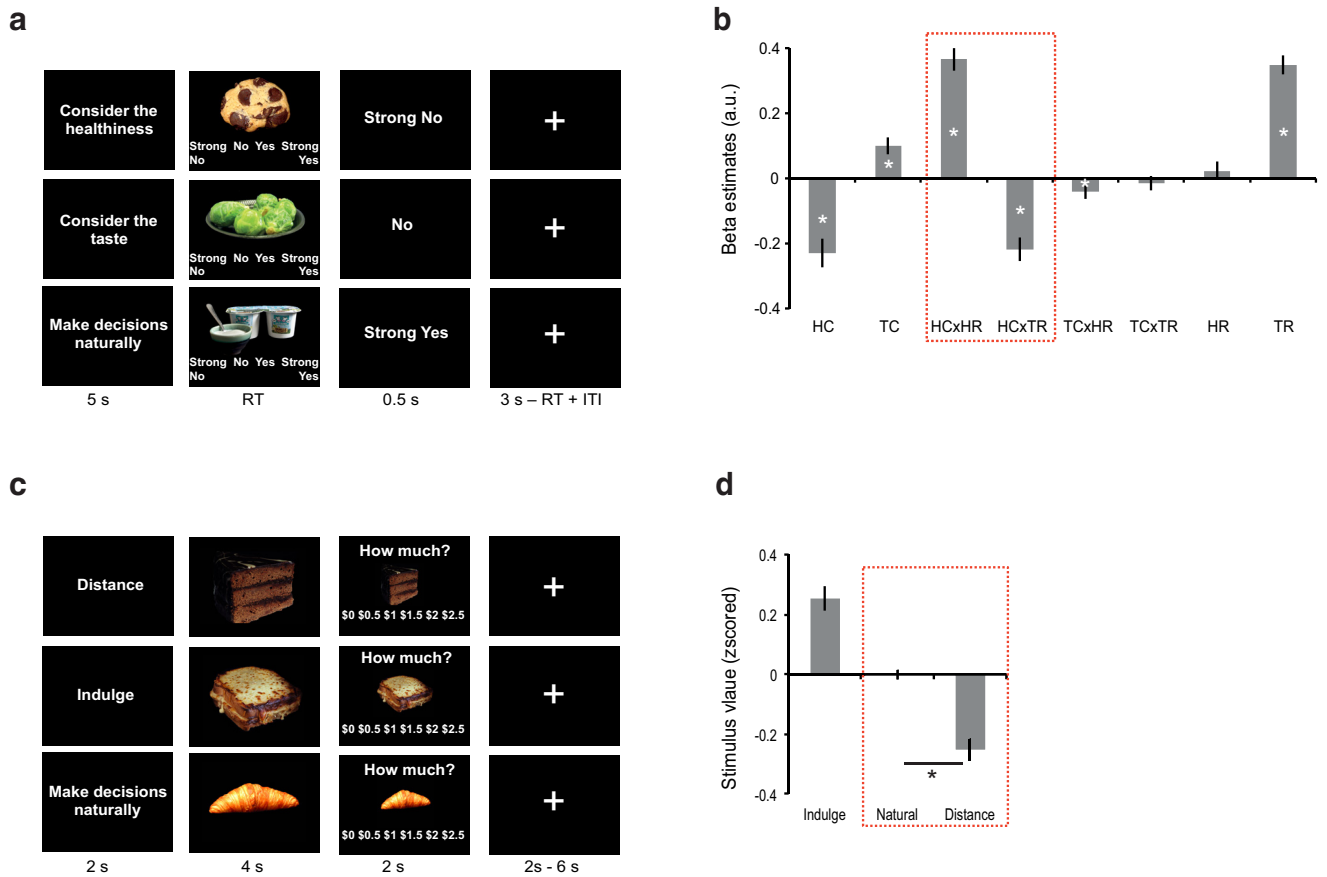 a
Consider the
healthiness
Strong No Yes Strong
No Yes
Strong No
+
Consider the
taste
Strong No Yes Strong
No Yes
No
+
Make decisions
naturally
Strong No Yes Strong
No Yes
Strong Yes
+
5 s RT 0.5 s 3 s – RT + ITI
b
Beta estimates (a.u.)
0.4
0.2
0
-0.2
-0.4
* * * * * *
HC TC HCxHR HCxTR TCxHR TCxTR HR TR
c
Distance
How much?
$0 $0.5 $1 $1.5 $2 $2.5
+
Indulge
How much?
$0 $0.5 $1 $1.5 $2 $2.5
+
Make decisions
naturally
How much?
$0 $0.5 $1 $1.5 $2 $2.5
+
2 s 4 s 2 s 2s - 6 s
d
Stimulus vlaue (zscored)
0.4
0.2
0
-0.2
-0.4
*
Indulge Natural Distance